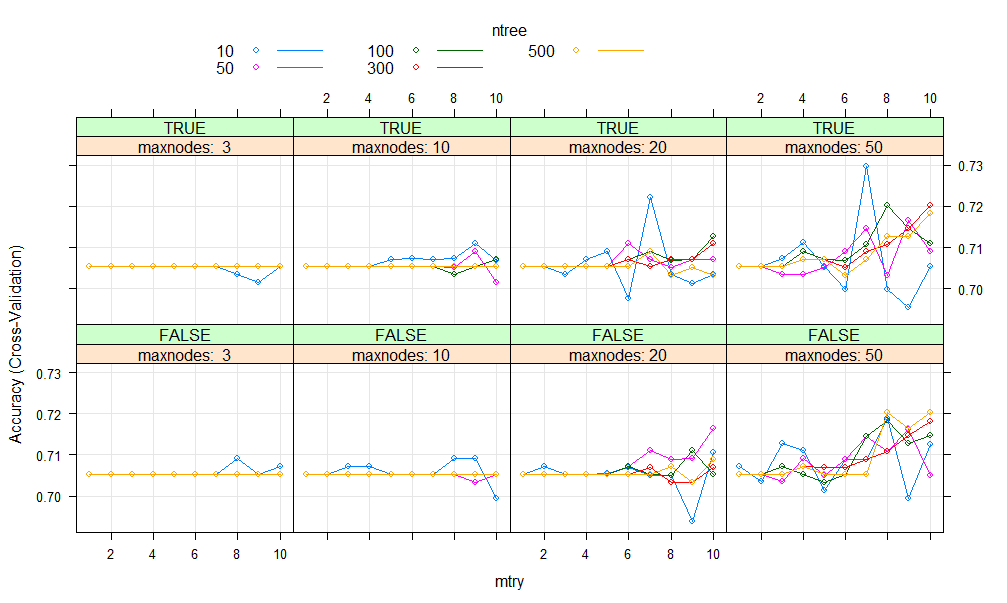 ntree
10 100 500
50 300
2 4 6 8 10 2 4 6 8 10
TRUE TRUE TRUE TRUE
maxnodes: 3 maxnodes: 10 maxnodes: 20 maxnodes: 50
0.73
0.72
0.71
0.70
Accuracy (Cross-Validation)
FALSE FALSE FALSE FALSE
maxnodes: 3 maxnodes: 10 maxnodes: 20 maxnodes: 50
0.73
0.72
0.71
0.70
2 4 6 8 10 2 4 6 8 10
mtry